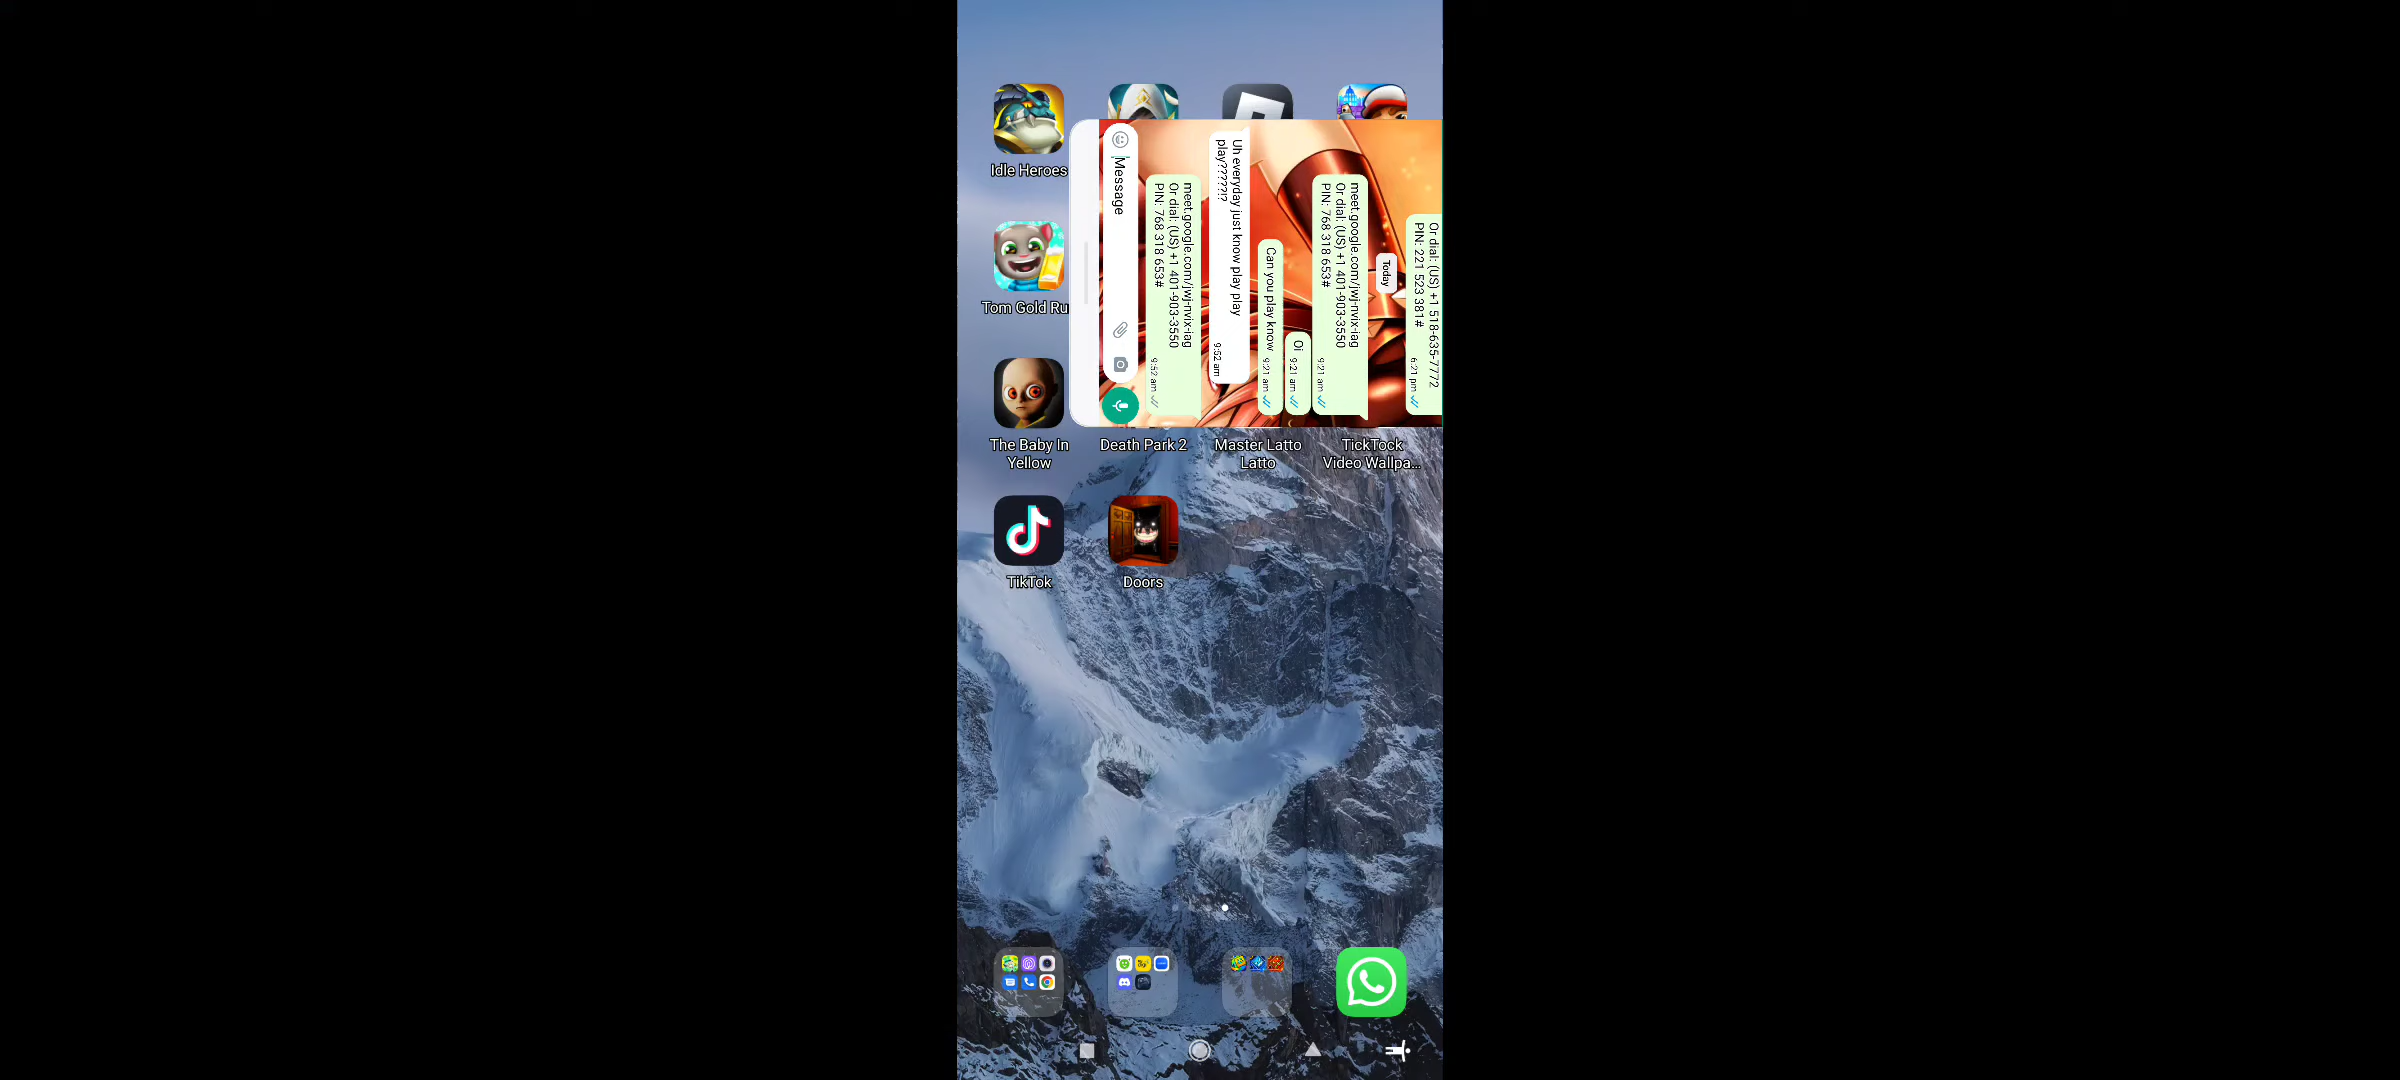 Idle Heroes
Tom Gold Ru
The Baby In
Yellow
Death Park 2
Master Latto
Latto
TickTock
Video Wallpa...
TikTok
Doors
Or dial: (US) +1 518-635-7772
PIN: 221 523 381#
6:21 pm
Today
meet.google.com/jwj-nvix-iag
Or dial: (US) +1 401-903-3550
PIN: 768 318 653#
9:21 am
Oi
9:21 am
Can you play know
9:21 am
Uh everyday just know play play
play??????!?
9:52 am
meet.google.com/jwj-nvix-iag
Or dial: (US) +1 401-903-3550
PIN: 768 318 653#
9:52 am
Message